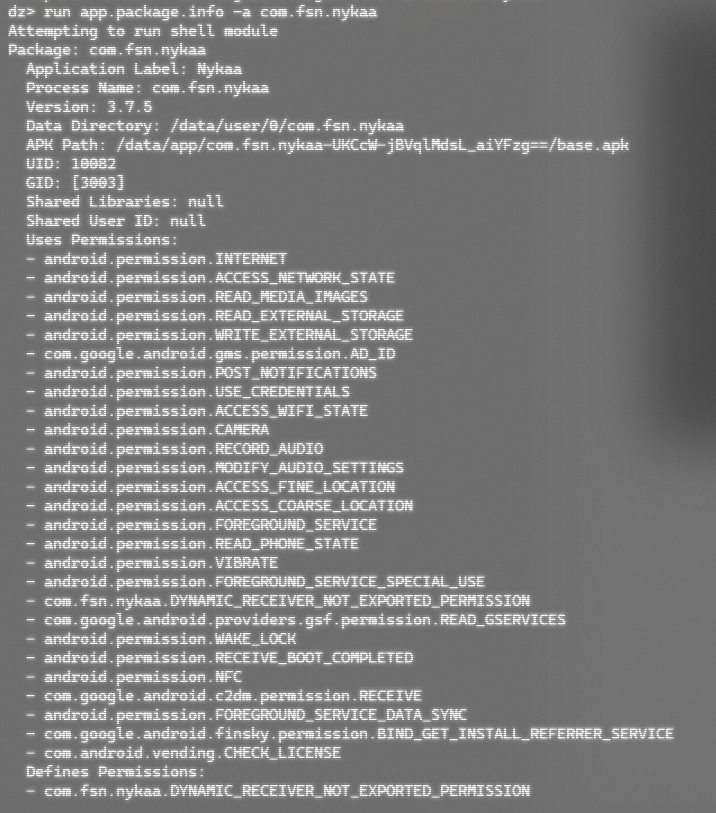 dz> run app.package.info -a com.fsn.nykaa
Attempting to run shell module
Package: com.fsn.nykaa
Application Label: Nykaa
Process Name: com.fsn.nykaa
Version: 3.7.5
Data Directory: /data/user/0/com.fsn.nykaa
APK Path: /data/app/com.fsn.nykaa-UKCcW-jBVqlMdsL_aiYFzg==/base.apk
UID: 10082
GID: [3003]
Shared Libraries: null
Shared User ID: null
Uses Permissions:
- android.permission.INTERNET
- android.permission.ACCESS_NETWORK_STATE
- android.permission.READ_MEDIA_IMAGES
- android.permission.READ_EXTERNAL_STORAGE
- android.permission.WRITE_EXTERNAL_STORAGE
- com.google.android.gms.permission.AD_ID
- android.permission.POST_NOTIFICATIONS
- android.permission.USE_CREDENTIALS
- android.permission.ACCESS_WIFI_STATE
- android.permission.CAMERA
- android.permission.RECORD_AUDIO
- android.permission.MODIFY_AUDIO_SETTINGS
- android.permission.ACCESS_FINE_LOCATION
- android.permission.ACCESS_COARSE_LOCATION
- android.permission.FOREGROUND_SERVICE
- android.permission.READ_PHONE_STATE
- android.permission.VIBRATE
- android.permission.FOREGROUND_SERVICE_SPECIAL_USE
- com.fsn.nykaa.DYNAMIC_RECEIVER_NOT_EXPORTED_PERMISSION
- com.google.android.providers.gsf.permission.READ_GSERVICES
- android.permission.WAKE_LOCK
- android.permission.RECEIVE_BOOT_COMPLETED
- android.permission.NFC
- com.google.android.c2dm.permission.RECEIVE
- android.permission.FOREGROUND_SERVICE_DATA_SYNC
- com.google.android.finsky.permission.BIND_GET_INSTALL_REFERRER_SERVICE
- com.android.vending.CHECK_LICENSE
Defines Permissions:
- com.fsn.nykaa.DYNAMIC_RECEIVER_NOT_EXPORTED_PERMISSION